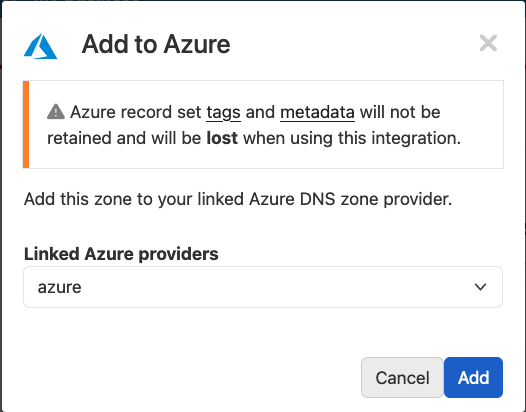 Add to Azure
Azure record set tags and metadata will not be
retained and will be lost when using this integration.
Add this zone to your linked Azure DNS zone provider.
Linked Azure providers
azure
Cancel
Add